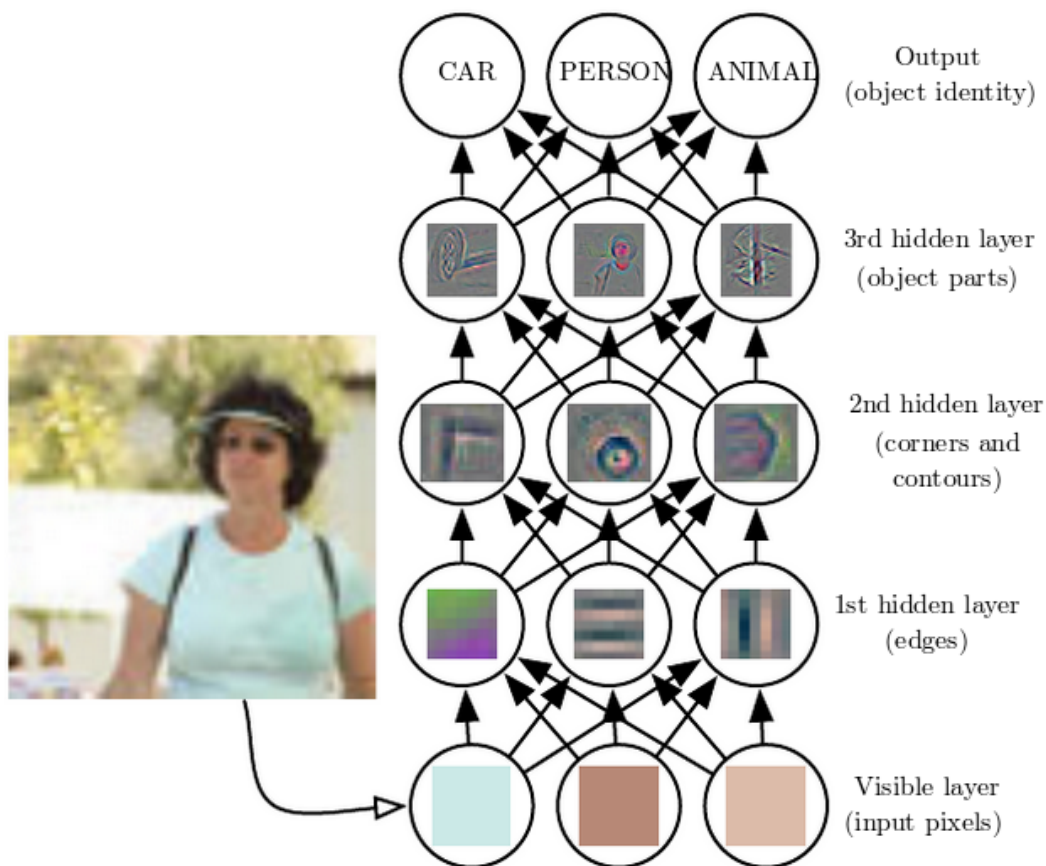 CAR
PERSON
ANIMAL
Output
(object identity)
3rd hidden layer
(object parts)
2nd hidden layer
(corners and
contours)
1st hidden layer
(edges)
Visible layer
(input pixels)